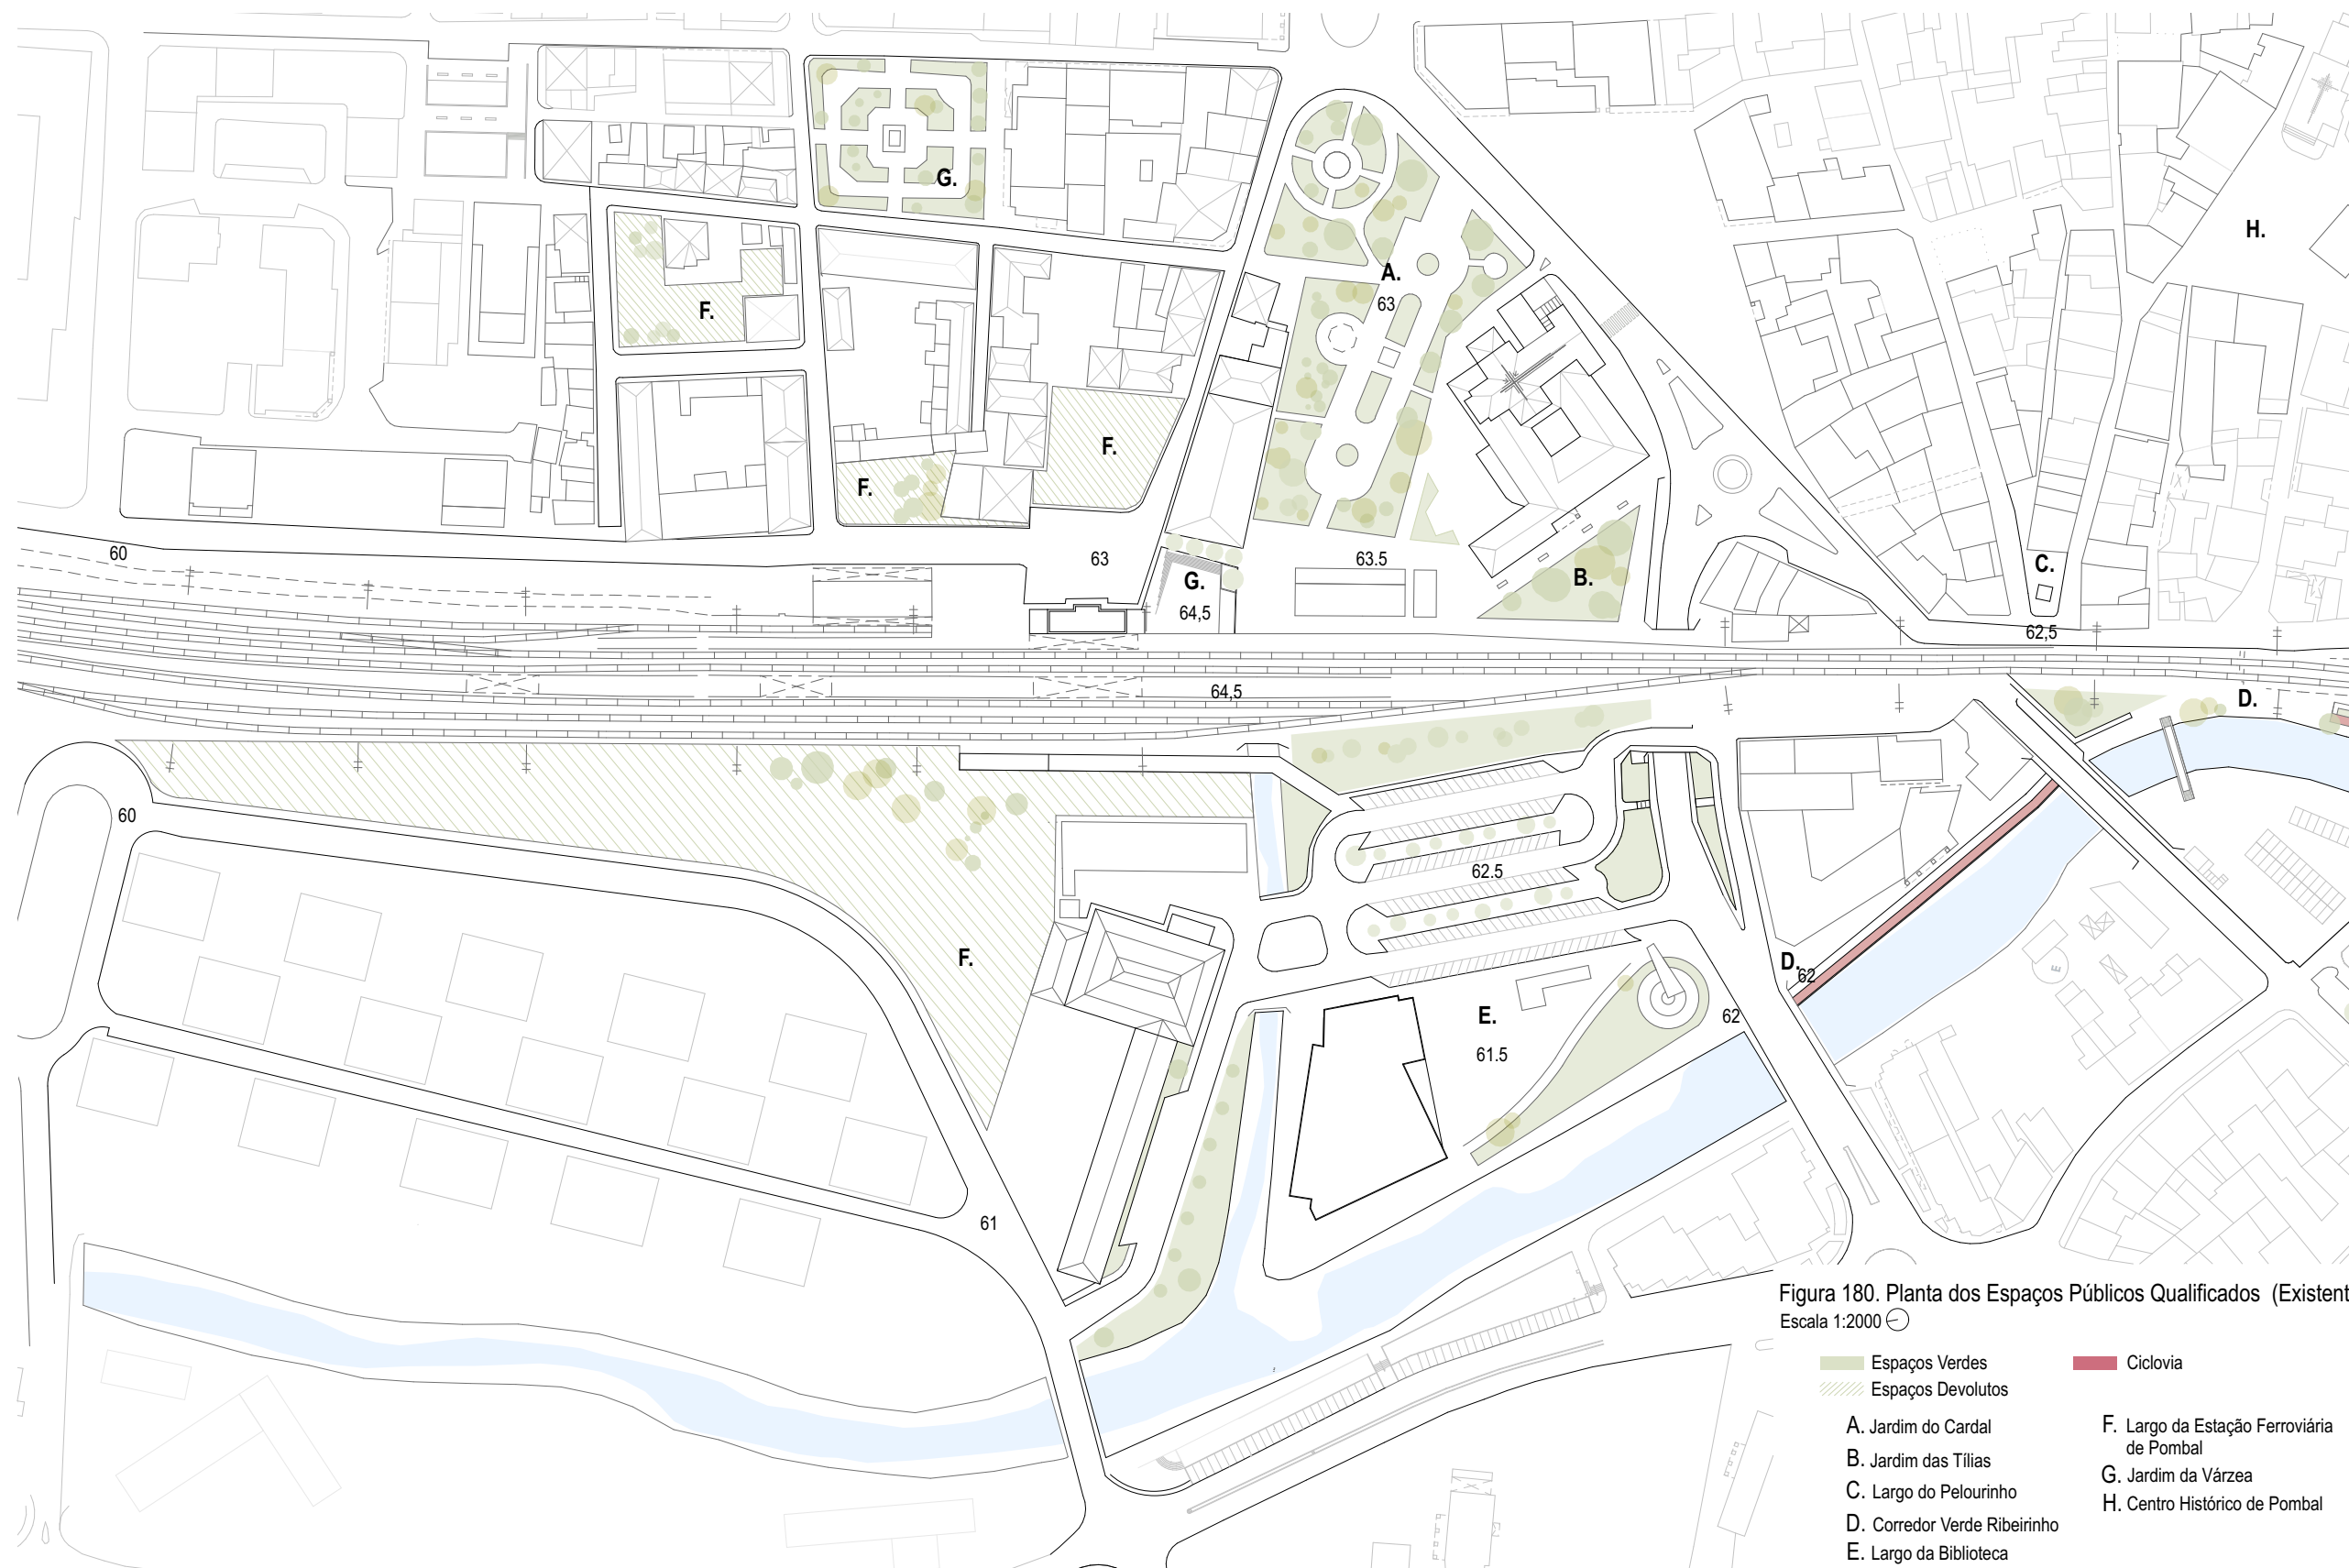 G.
H.
A.
63
F.
F.
F.
60
63
63.5
C.
G.
B.
64,5
62,5
64,5
D.
60
62.5
F.
D.
62
E.
62
61.5
61
E
Figura 180. Planta dos Espaços Públicos Qualificados (Existent
Escala 1:2000
Espaços Verdes
Espaços Devolutos
Ciclovia
A. Jardim do Cardal
B. Jardim das Tílias
C. Largo do Pelourinho
D. Corredor Verde Ribeirinho
E. Largo da Biblioteca
F. Largo da Estação Ferroviária
de Pombal
G. Jardim da Várzea
H. Centro Histórico de Pombal